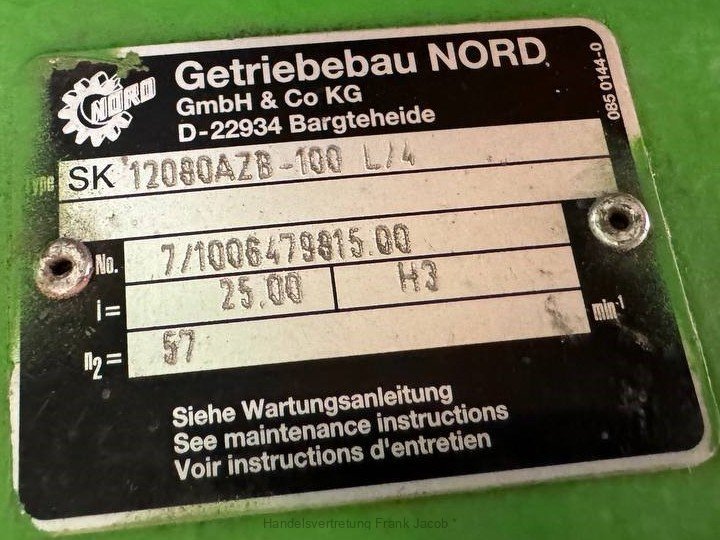 NORD
Getriebebau NORD
GmbH & Co KG
D-22934 Bargteheide
085 0144-0
Type SK 12080AZB-100 L/4
No. 7/1006479815.00
i= 25.00 H3
n2= 57 min-1
Siehe Wartungsanleitung
See maintenance instructions
Voir instructions d'entretien
Handelsvertretung Frank Jacob